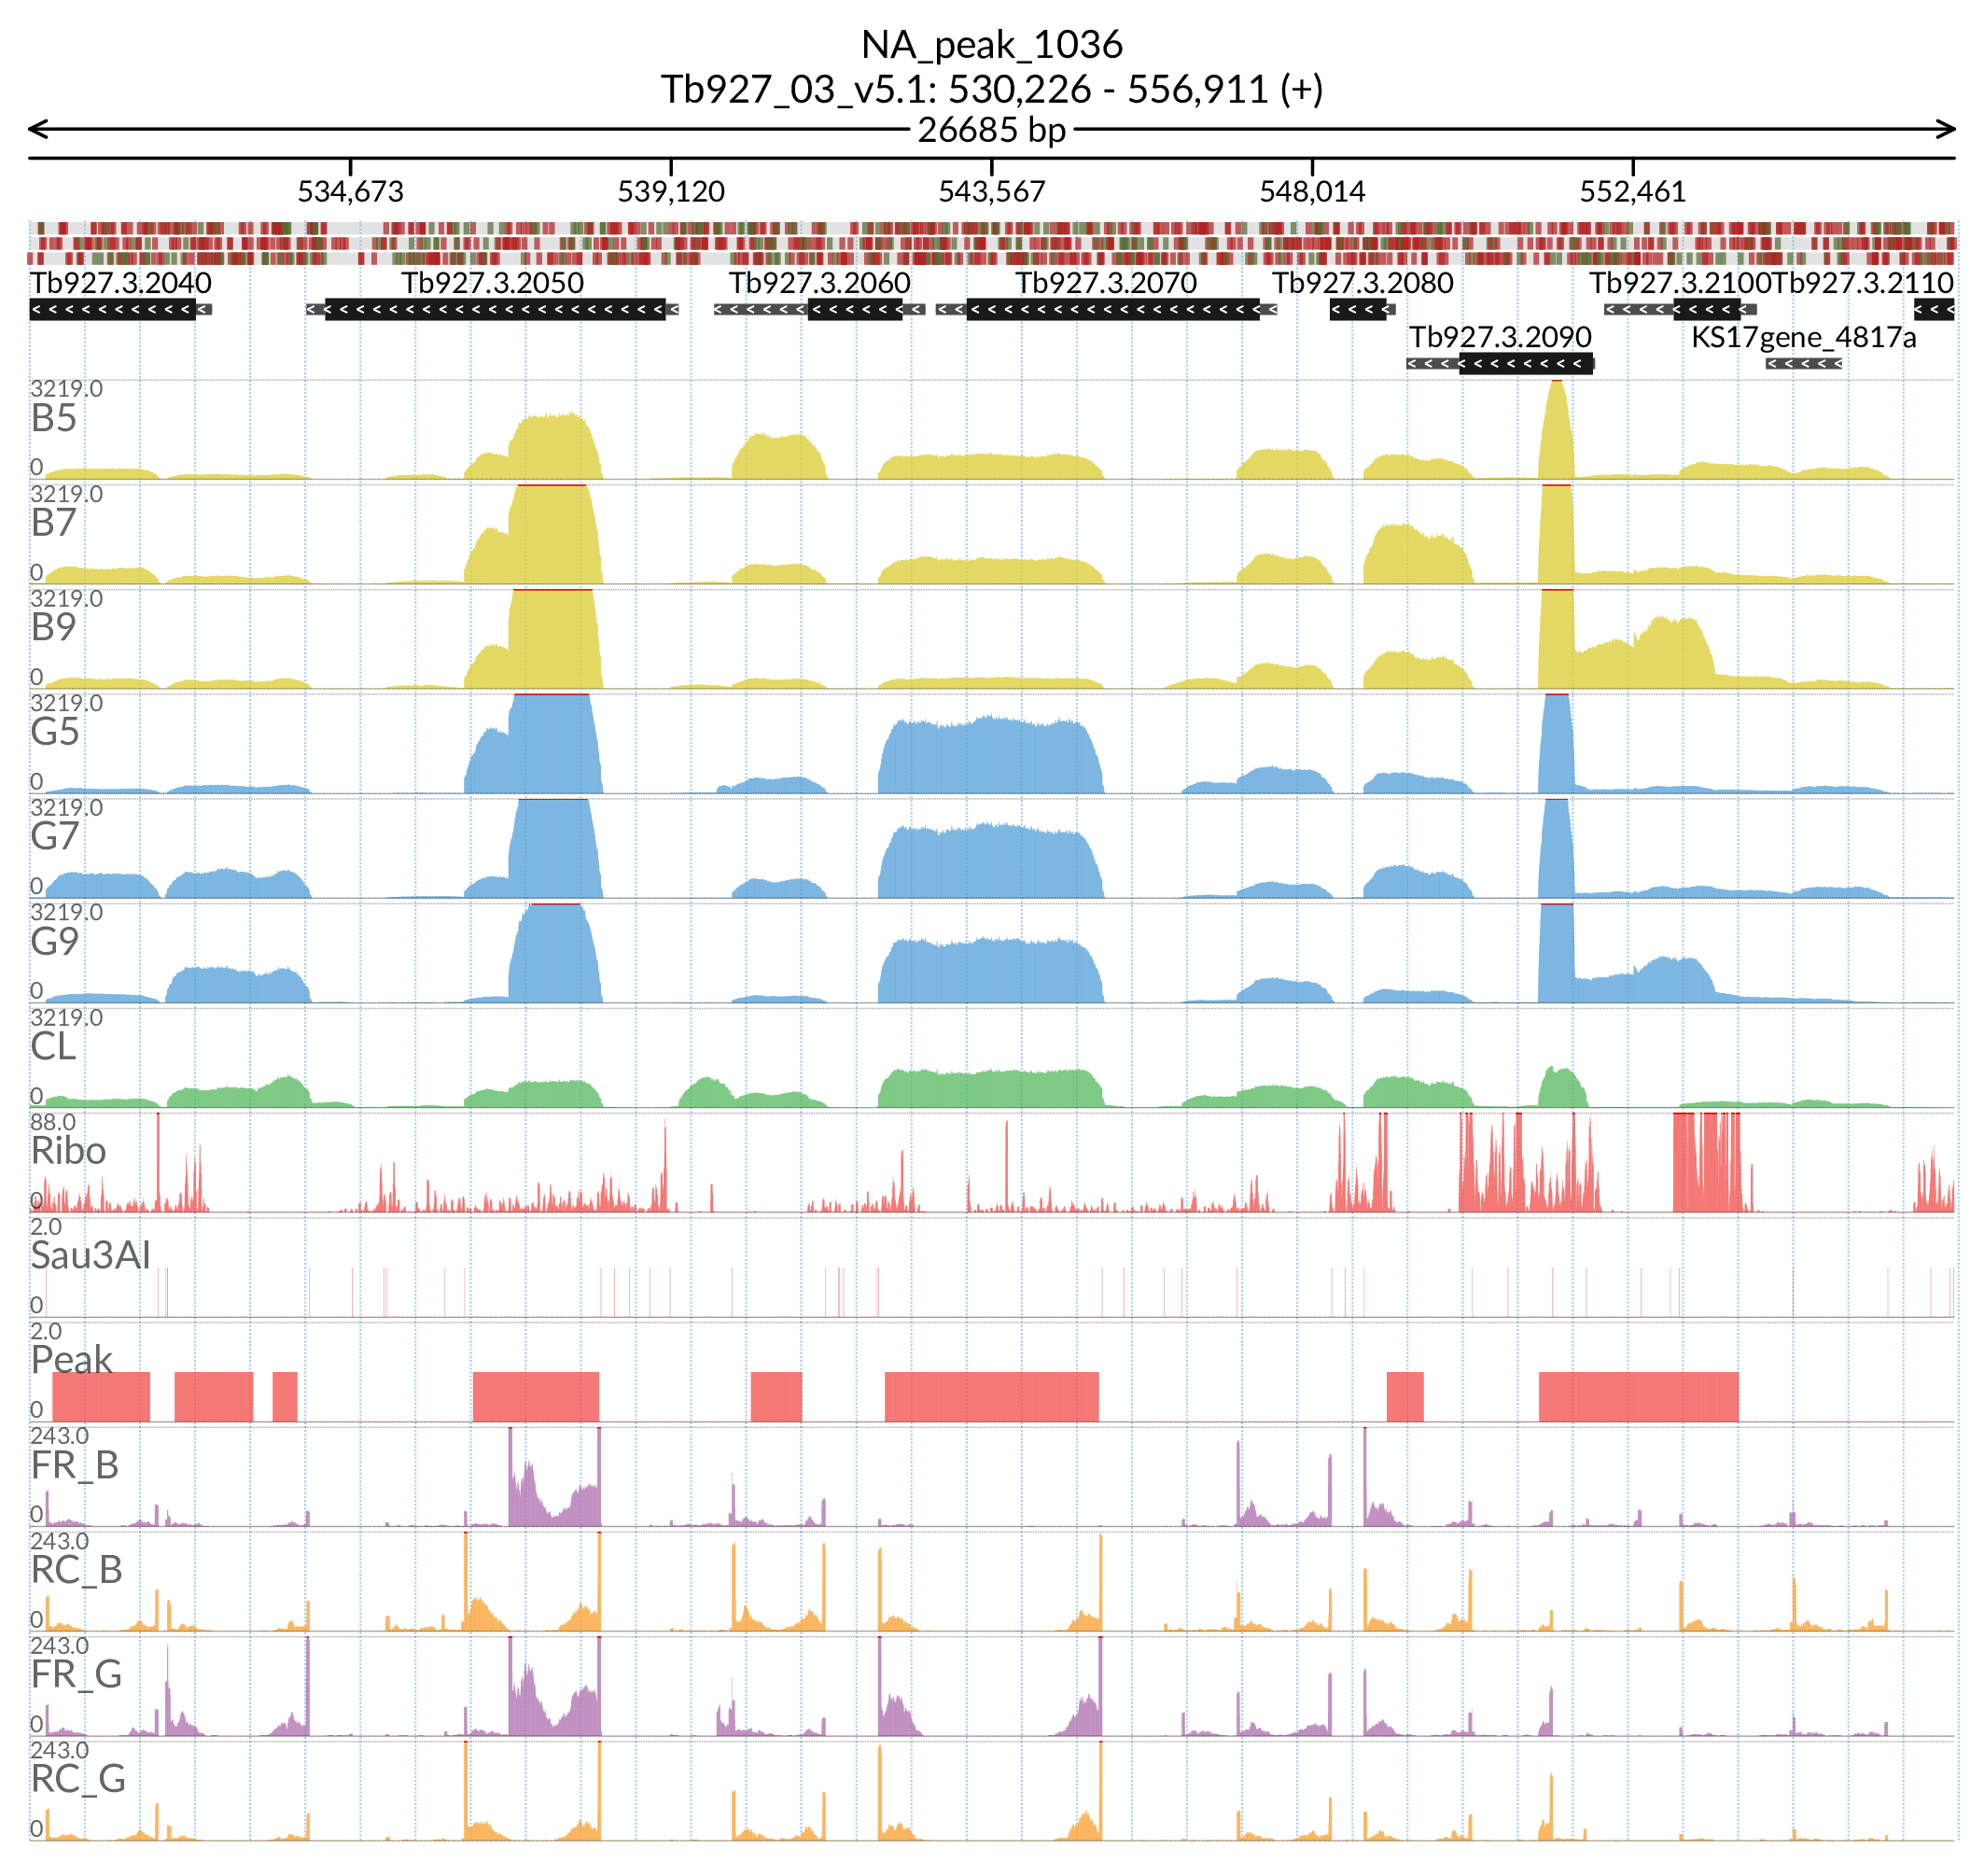 NA_peak_1036
Tb927_03_v5.1: 530,226 - 556,911 (+)
26685 bp
534,673 539,120 543,567 548,014 552,461
Tb927.3.2040 Tb927.3.2050 Tb927.3.2060 Tb927.3.2070 Tb927.3.2080 Tb927.3.2100 Tb927.3.2110
Tb927.3.2090 KS17gene_4817a
3219.0
B5
0
3219.0
B7
0
3219.0
B9
0
3219.0
G5
0
3219.0
G7
0
3219.0
G9
0
3219.0
CL
0
88.0
Ribo
0
2.0
Sau3AI
0
2.0
Peak
0
243.0
FR_B
0
243.0
RC_B
0
243.0
FR_G
0
243.0
RC_G
0